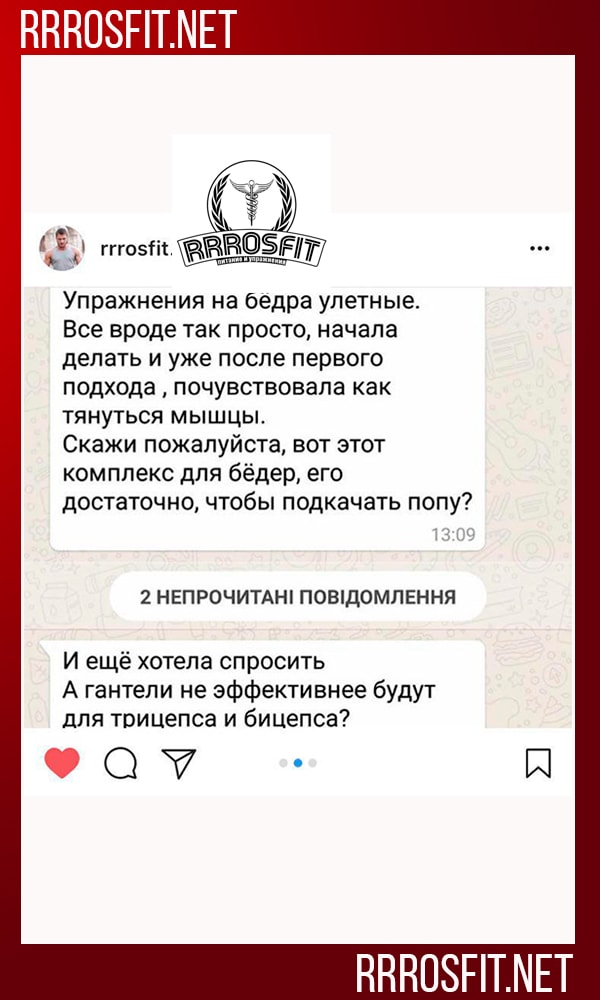 RRROSFIT.NET
rrrosfit.
RRROSFIT
питание и упражнения
Упражнения на бёдра улетные.
Все вроде так просто, начала
делать и уже после первого
подхода , почувствовала как
тянуться мышцы.
Скажи пожалуйста, вот этот
комплекс для бёдер, его
достаточно, чтобы подкачать попу?
13:09
2 НЕПРОЧИТАНІ ПОВІДОМЛЕННЯ
И ещё хотела спросить
А гантели не эффективнее будут
для трицепса и бицепса?
RRROSFIT.NET